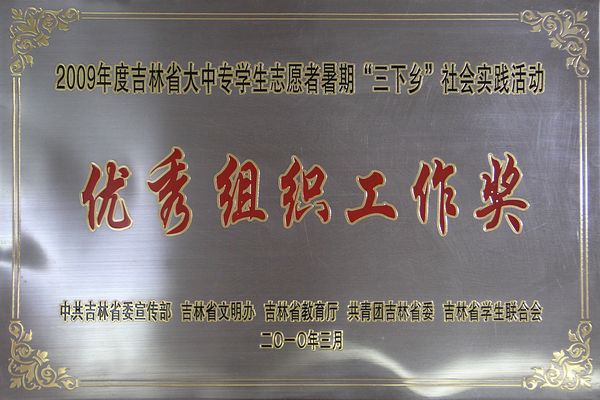 2009年度吉林省大中专学生志愿者暑期“三下乡”社会实践活动
优秀组织工作奖
中共吉林省委宣传部 吉林省文明办 吉林省教育厅 共青团吉林省委 吉林省学生联合会
二〇一〇年三月